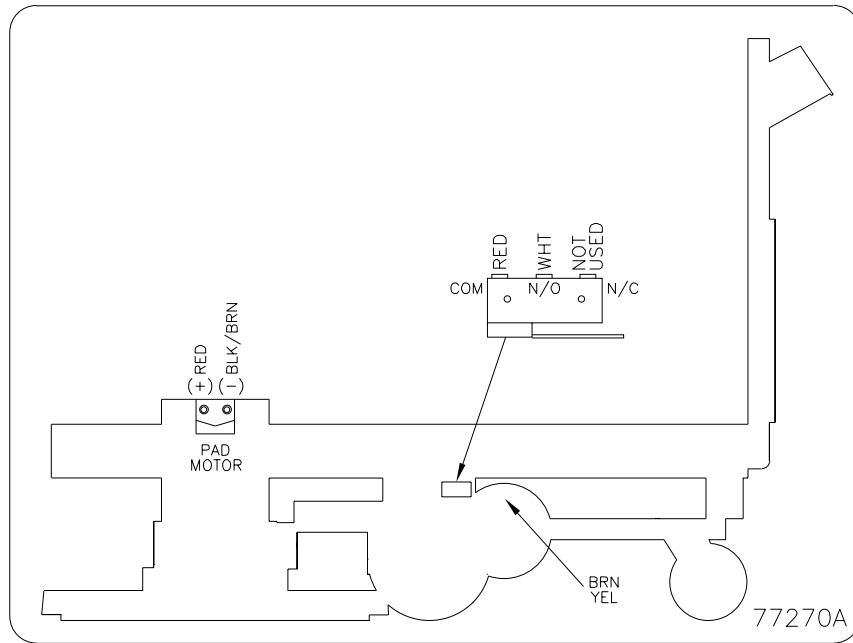 RED
WHT
NOT
USED
COM
N/O
N/C
RED
BLK/BRN
(+)
(-)
PAD
MOTOR
BRN
YEL
77270A